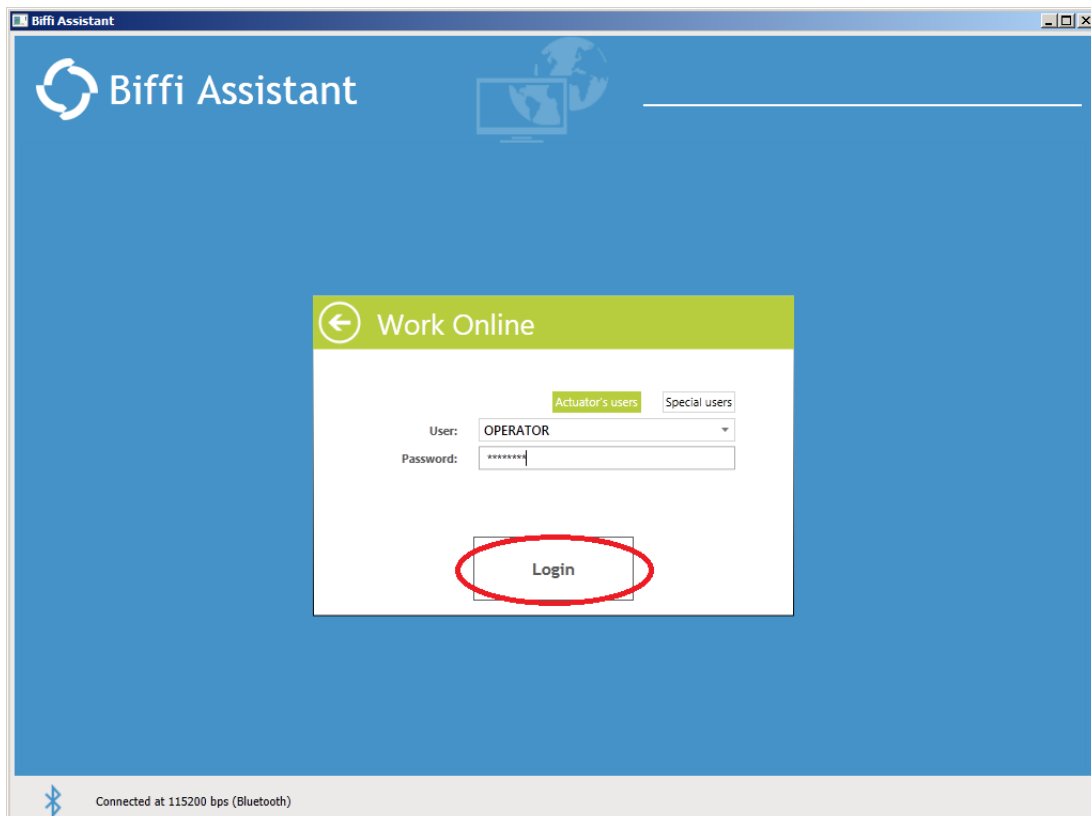 Biffi Assistant
Biffi Assistant
Work Online
Actuator's users Special users
User: OPERATOR
Password: ********
Login
Connected at 115200 bps (Bluetooth)